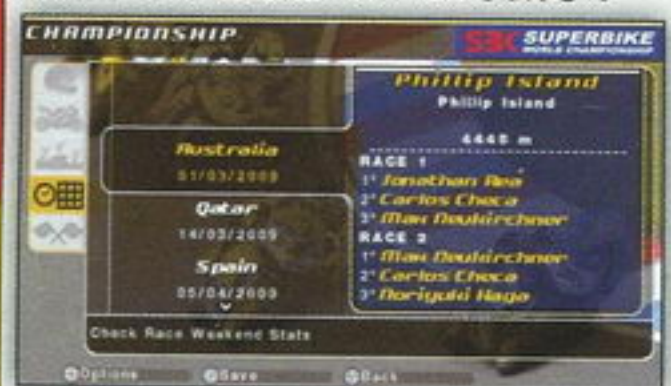 CHAMPIONSHIP
SBK SUPERBIKE
WORLD CHAMPIONSHIP
Phillip Island
Phillip Island
4445 m
Australia
01/03/2009
Qatar
14/03/2009
Spain
05/04/2009
RACE 1
1° Jonathan Rea
2° Carlos Checa
3° Max Neukirchner
RACE 2
1° Max Neukirchner
2° Carlos Checa
3° Noriyuki Haga
Check Race Weekend Stats
Options Save Back